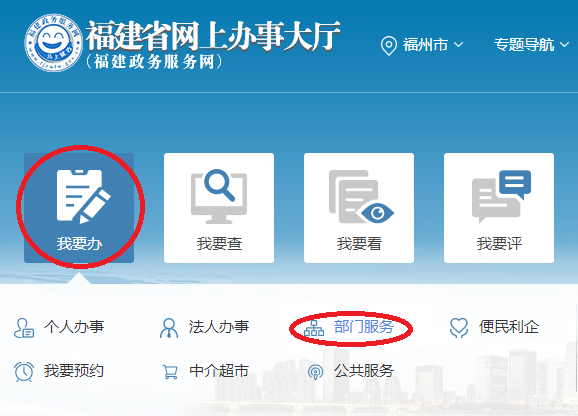 福建省网上办事大厅
(福建政务服务网)
福州市
专题导航
我要办
我要查
我要看
我要评
个人办事
法人办事
部门服务
便民利企
我要预约
中介超市
公共服务